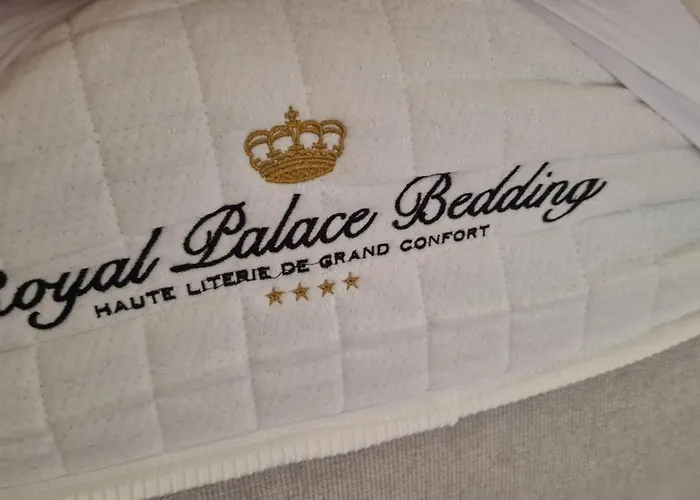 Royal Palace Bedding
HAUTE LITERIE DE GRAND CONFORT